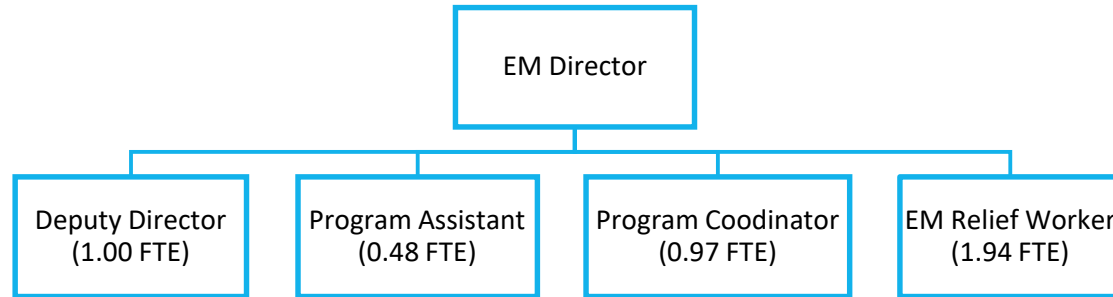 EM Director
Deputy Director
(1.00 FTE)
Program Assistant
(0.48 FTE)
Program Coodinator
(0.97 FTE)
EM Relief Worker
(1.94 FTE)